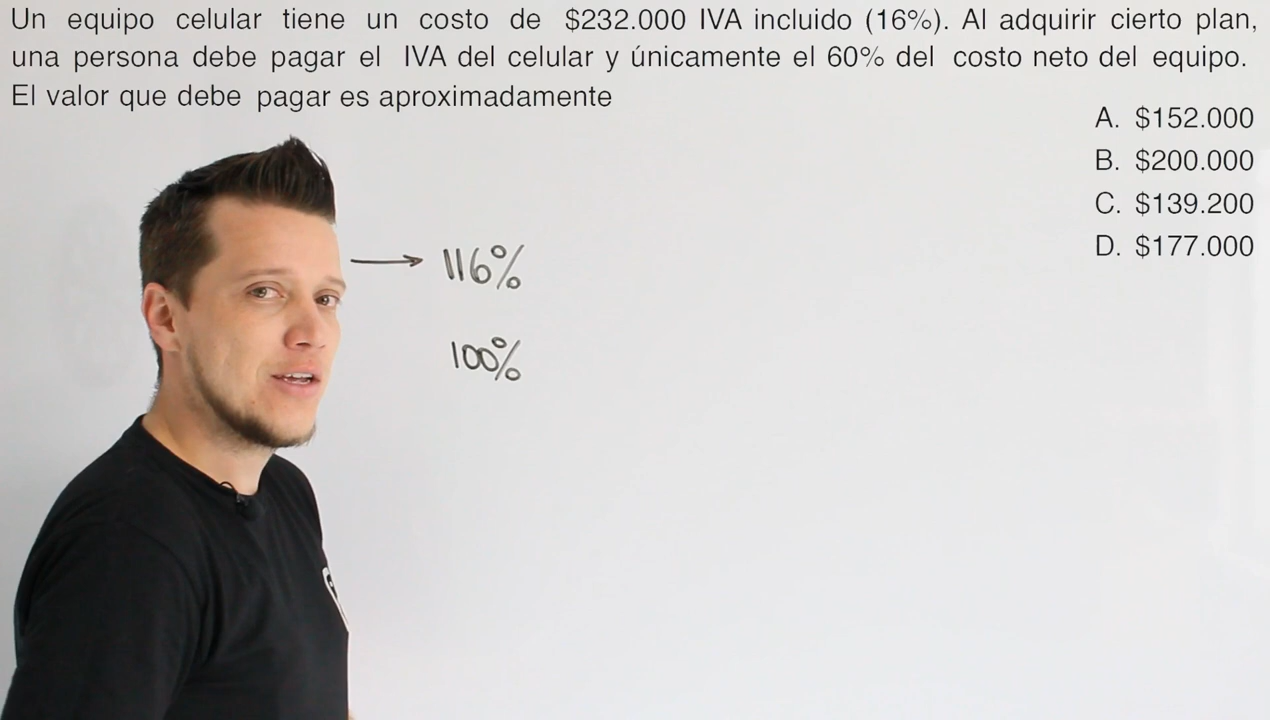 Un equipo celular tiene un costo de $232.000 IVA incluido (16%). Al adquirir cierto plan,
una persona debe pagar el IVA del celular y únicamente el 60% del costo neto del equipo.
El valor que debe pagar es aproximadamente
A. $152.000
B. $200.000
C. $139.200
D. $177.000
→ 116%
100%